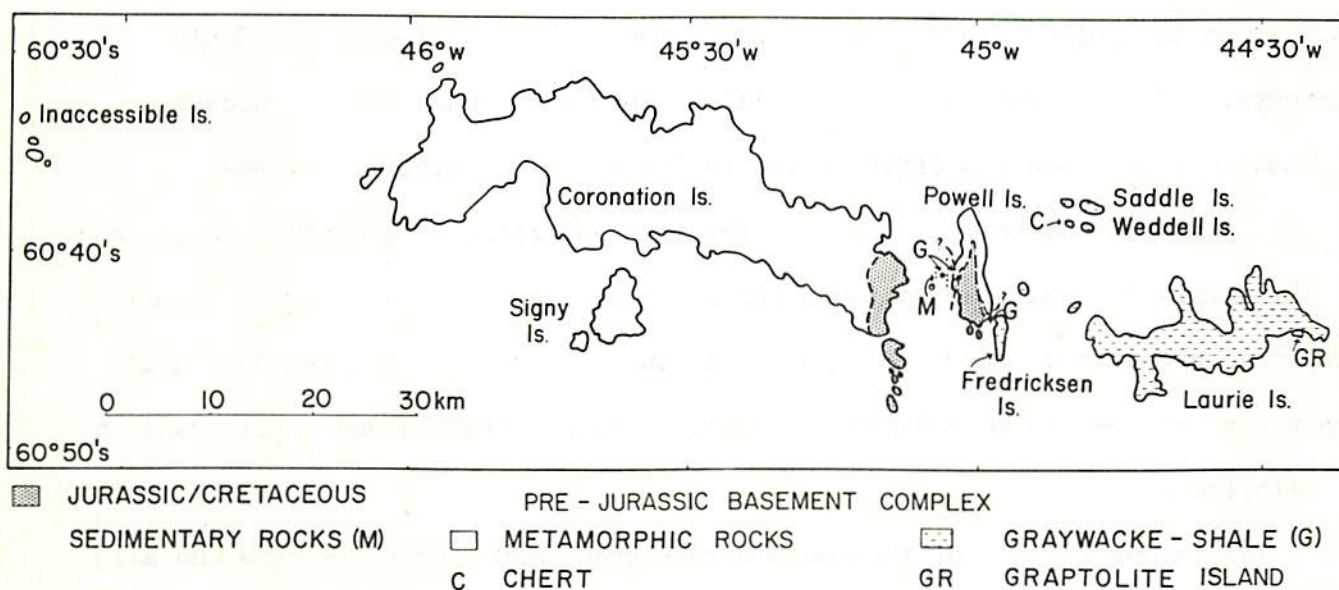 60°30's
46°w
45°30'w
45°w
44°30'w
Inaccessible Is.
Coronation Is.
Powell Is.
Saddle Is.
C
Weddell Is.
60°40's
G?
M
?G
Signy Is.
Fredricksen Is.
GR
Laurie Is.
0 10 20 30km
60°50's
JURASSIC/CRETACEOUS
SEDIMENTARY ROCKS (M)
PRE-JURASSIC BASEMENT COMPLEX
METAMORPHIC ROCKS
GRAYWACKE-SHALE (G)
C CHERT
GR GRAPTOLITE ISLAND